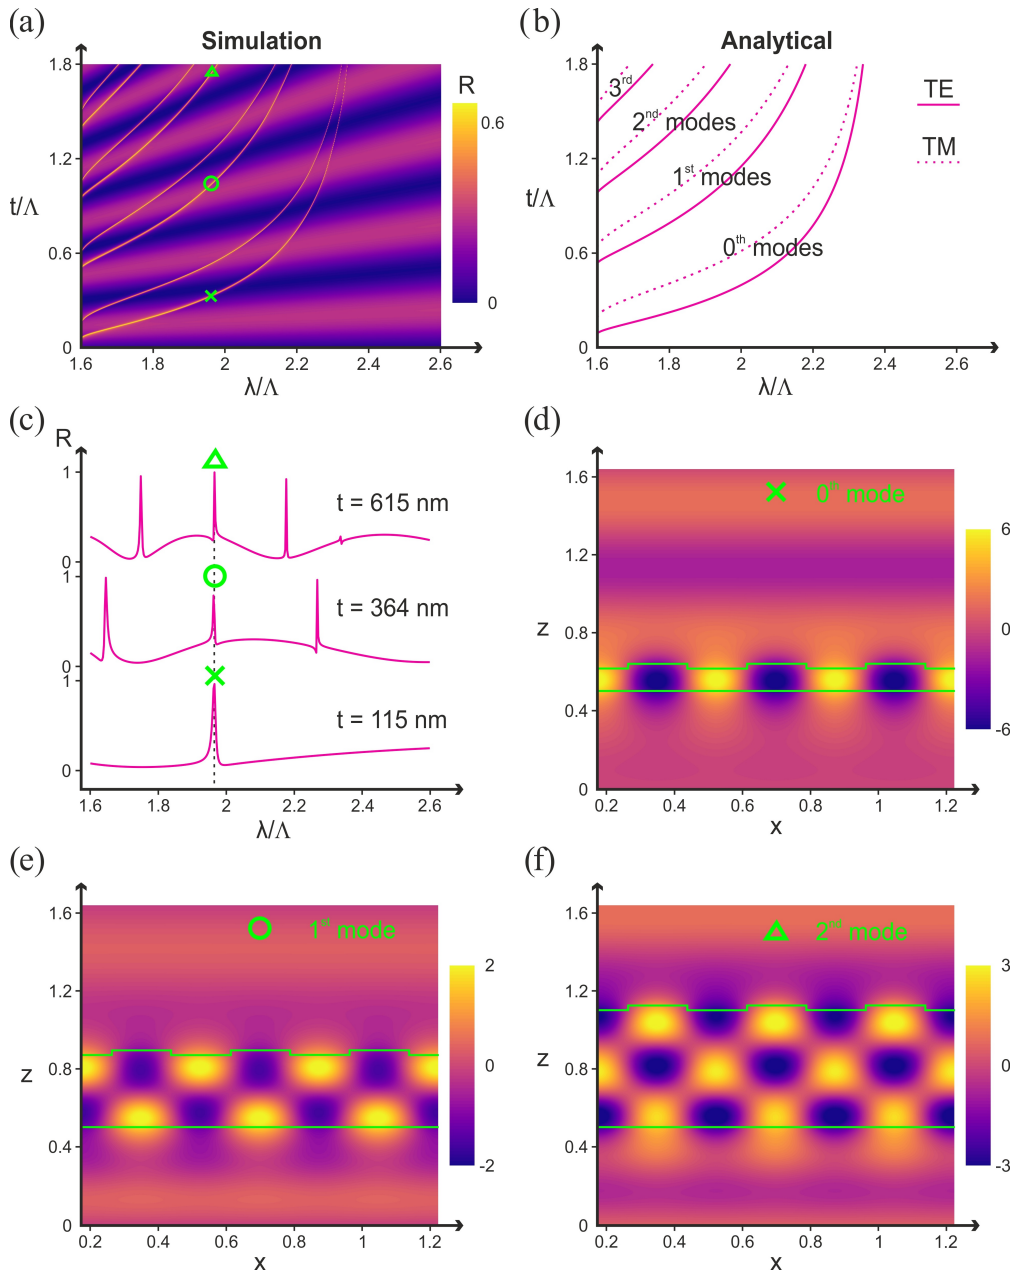 (a)
Simulation
1.8
1.2
t/Λ
0.6
0
1.6
1.8
2
2.2
2.4
2.6
λ/Λ
R
0.6
0
(b)
Analytical
1.8
1.2
t/Λ
0.6
0
3rd
2nd modes
1st modes
0th modes
TE
TM
1.6
1.8
2
2.2
2.4
2.6
λ/Λ
(c)
R
1
t = 615 nm
0
1
t = 364 nm
0
1
t = 115 nm
0
1.6
1.8
2
2.2
2.4
2.6
λ/Λ
(d)
1.6
0th mode
1.2
z
0.8
0.4
0
0.2
0.4
0.6
0.8
1
1.2
x
6
0
-6
(e)
1.6
1st mode
1.2
z
0.8
0.4
0
0.2
0.4
0.6
0.8
1
1.2
x
2
0
-2
(f)
1.6
2nd mode
1.2
z
0.8
0.4
0
0.2
0.4
0.6
0.8
1
1.2
x
3
0
-3